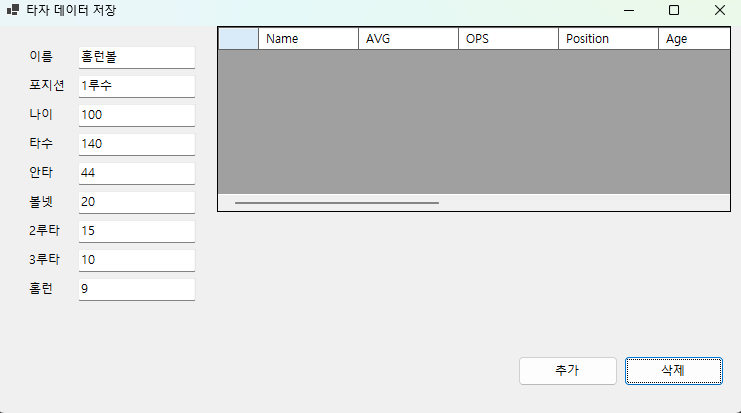 타자 데이터 저장
Name AVG OPS Position Age
이름 홈런볼
포지션 1루수
나이 100
타수 140
안타 44
볼넷 20
2루타 15
3루타 10
홈런 9
추가 삭제